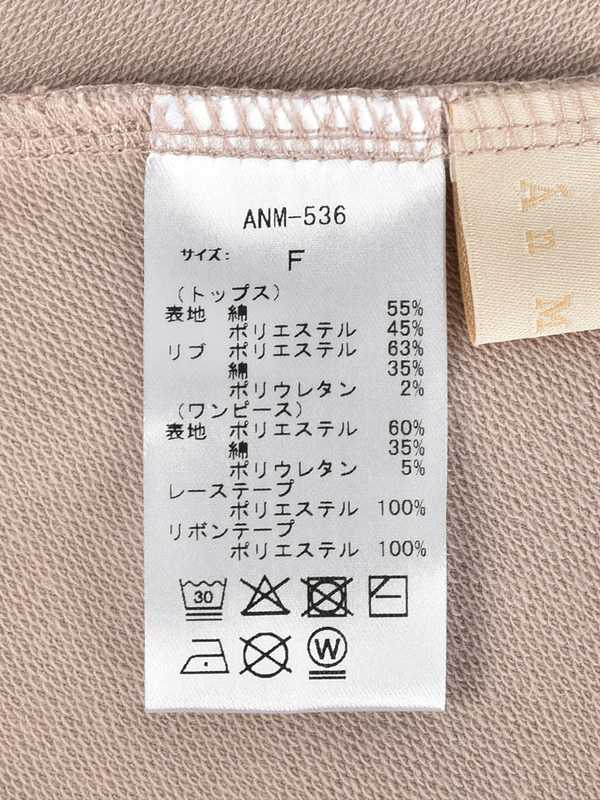 ANM-536
サイズ: F
(トップス)
表地 綿 55%
ポリエステル 45%
リブ ポリエステル 63%
綿 35%
ポリウレタン 2%
(ワンピース)
表地 ポリエステル 60%
綿 35%
ポリウレタン 5%
レーステープ
ポリエステル 100%
リボンテープ
ポリエステル 100%
30
W
An M